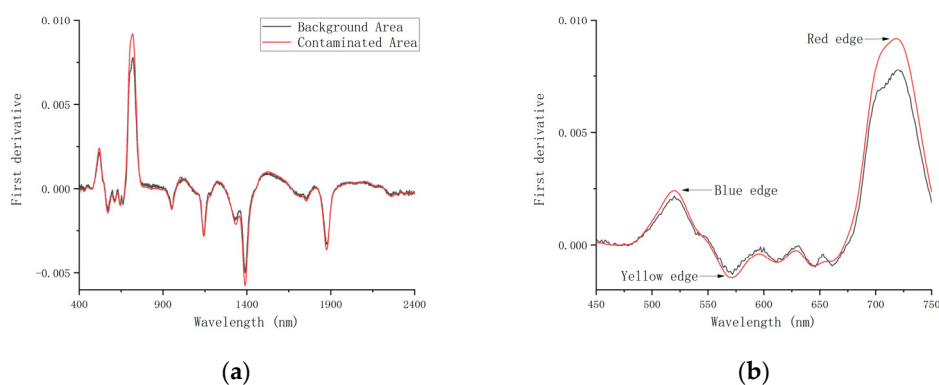 Background Area
Contaminated Area
0.010
0.005
0.000
-0.005
First derivative
400 900 1400 1900 2400
Wavelength (nm)
(a)
Red edge
Blue edge
Yellow edge
0.010
0.005
0.000
First derivative
450 500 550 600 650 700 750
Wavelength (nm)
(b)